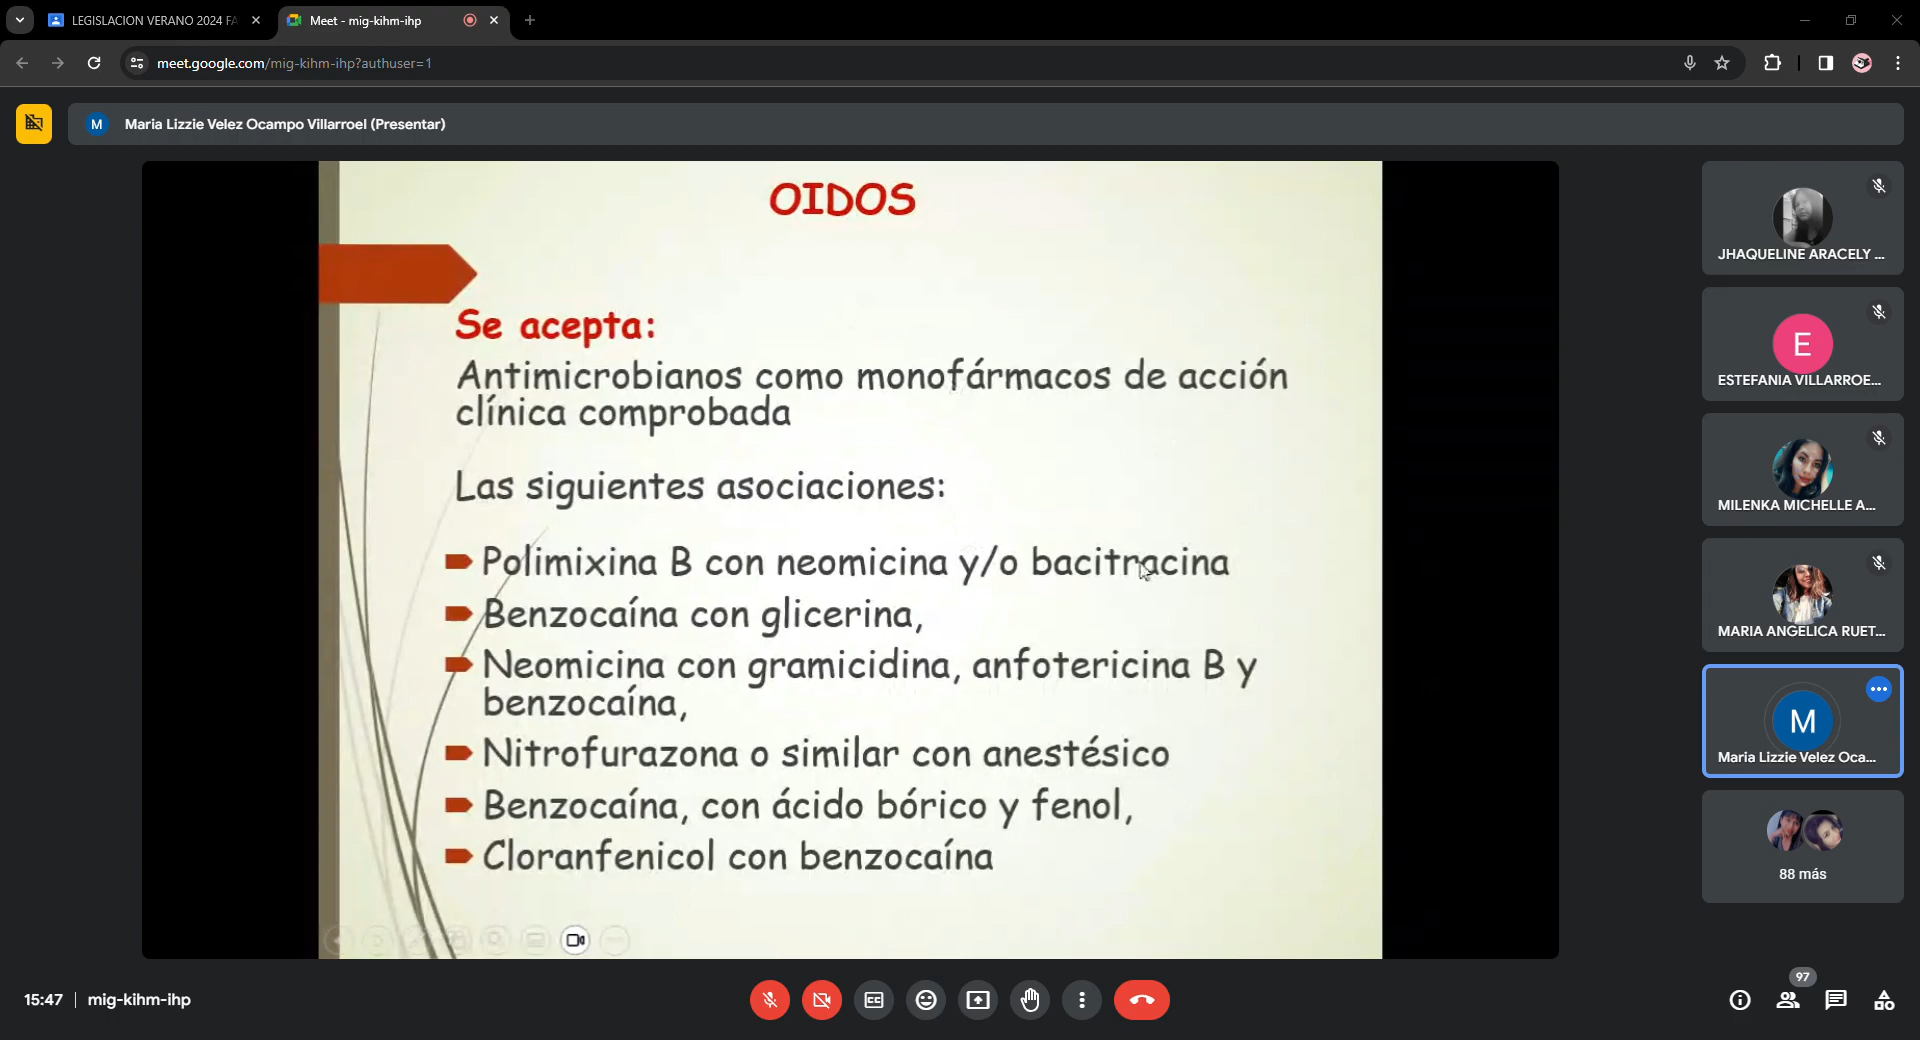 LEGISLACION VERANO 2024 FA
Meet - mig-kihm-ihp
meet.google.com/mig-kihm-ihp?authuser=1
M
Maria Lizzie Velez Ocampo Villarroel (Presentar)
OIDOS
Se acepta:
Antimicrobianos como monofármacos de acción
clínica comprobada
Las siguientes asociaciones:
Polimixina B con neomicina y/o bacitracina
Benzocaína con glicerina,
Neomicina con gramicidina, anfotericina B y
benzocaína,
Nitrofurazona o similar con anestésico
Benzocaína, con ácido bórico y fenol,
Cloranfenicol con benzocaína
JHAQUELINE ARACELY ...
E
ESTEFANIA VILLARROE...
MILENKA MICHELLE A...
MARIA ANGELICA RUET...
M
Maria Lizzie Velez Oca...
88 más
15:47 | mig-kihm-ihp
97